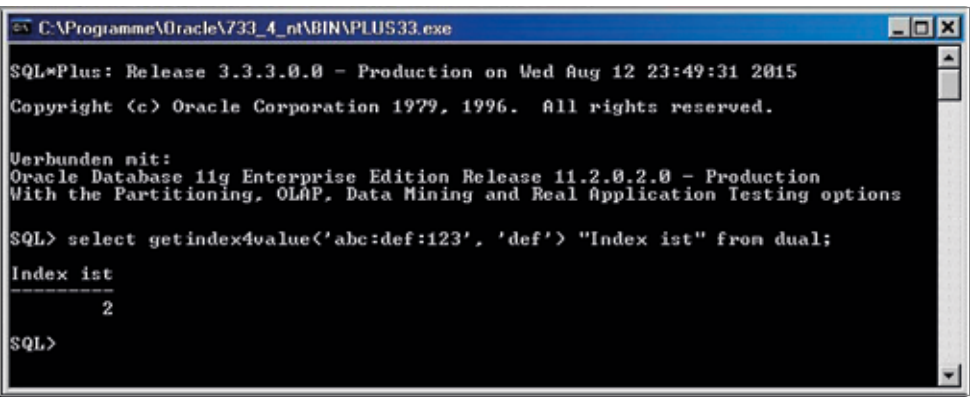 C:\Programme\Oracle\733_4_nt\BIN\PLUS33.exe
SQL*Plus: Release 3.3.3.0.0 - Production on Wed Aug 12 23:49:31 2015
Copyright (c) Oracle Corporation 1979, 1996.  All rights reserved.
Verbunden mit:
Oracle Database 11g Enterprise Edition Release 11.2.0.2.0 - Production
With the Partitioning, OLAP, Data Mining and Real Application Testing options
SQL> select getindex4value('abc:def:123', 'def') "Index ist" from dual;
Index ist
---------
        2
SQL>